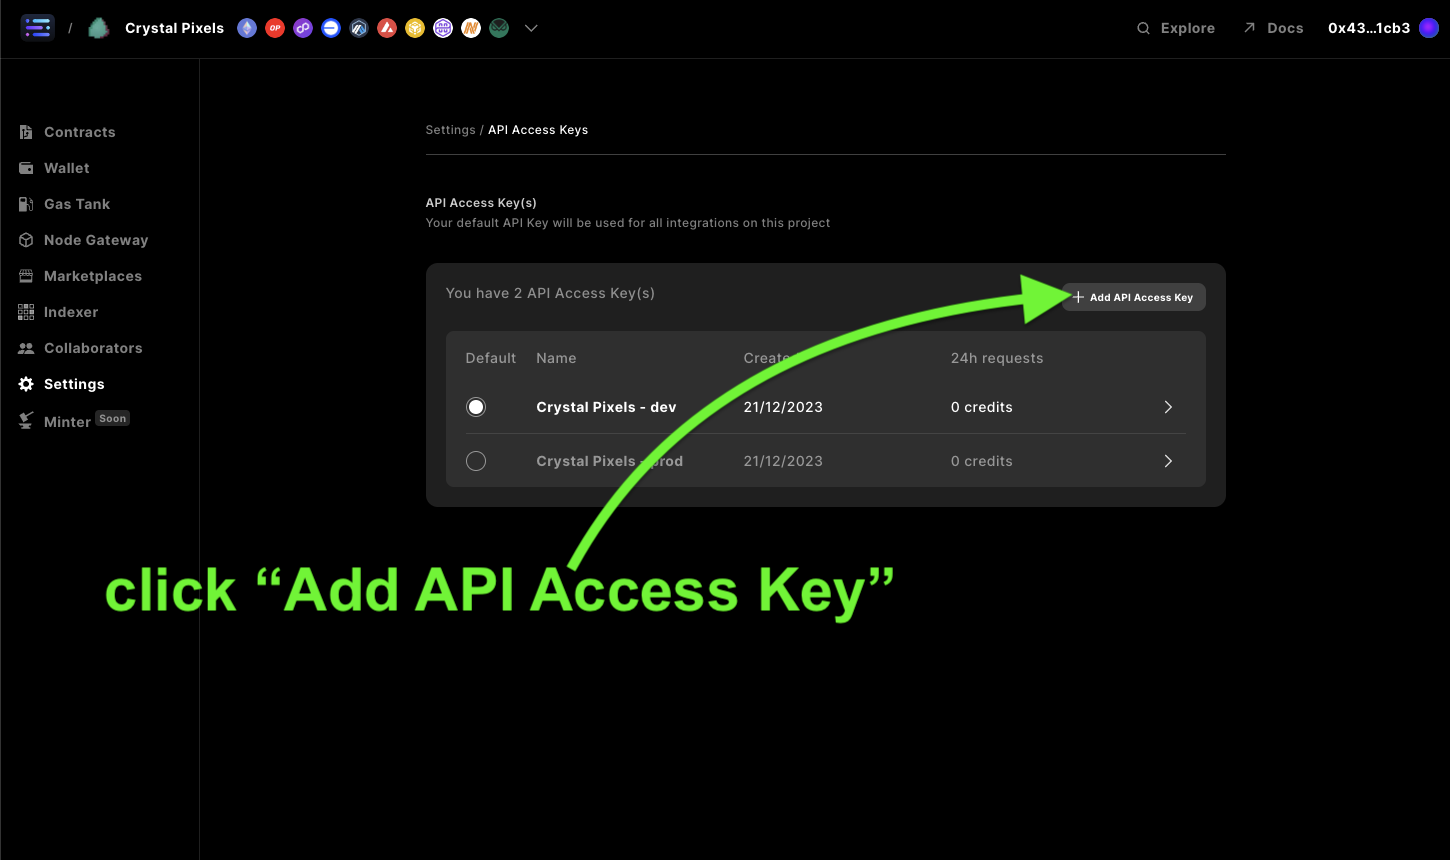 / Crystal Pixels OP Explore Docs 0x43...1cb3
Contracts
Wallet
Gas Tank
Node Gateway
Marketplaces
Indexer
Collaborators
Settings
Minter Soon
Settings / API Access Keys
API Access Key(s)
Your default API Key will be used for all integrations on this project
You have 2 API Access Key(s)
+ Add API Access Key
Default Name Created 24h requests
Crystal Pixels - dev 21/12/2023 0 credits
Crystal Pixels - prod 21/12/2023 0 credits
click “Add API Access Key”